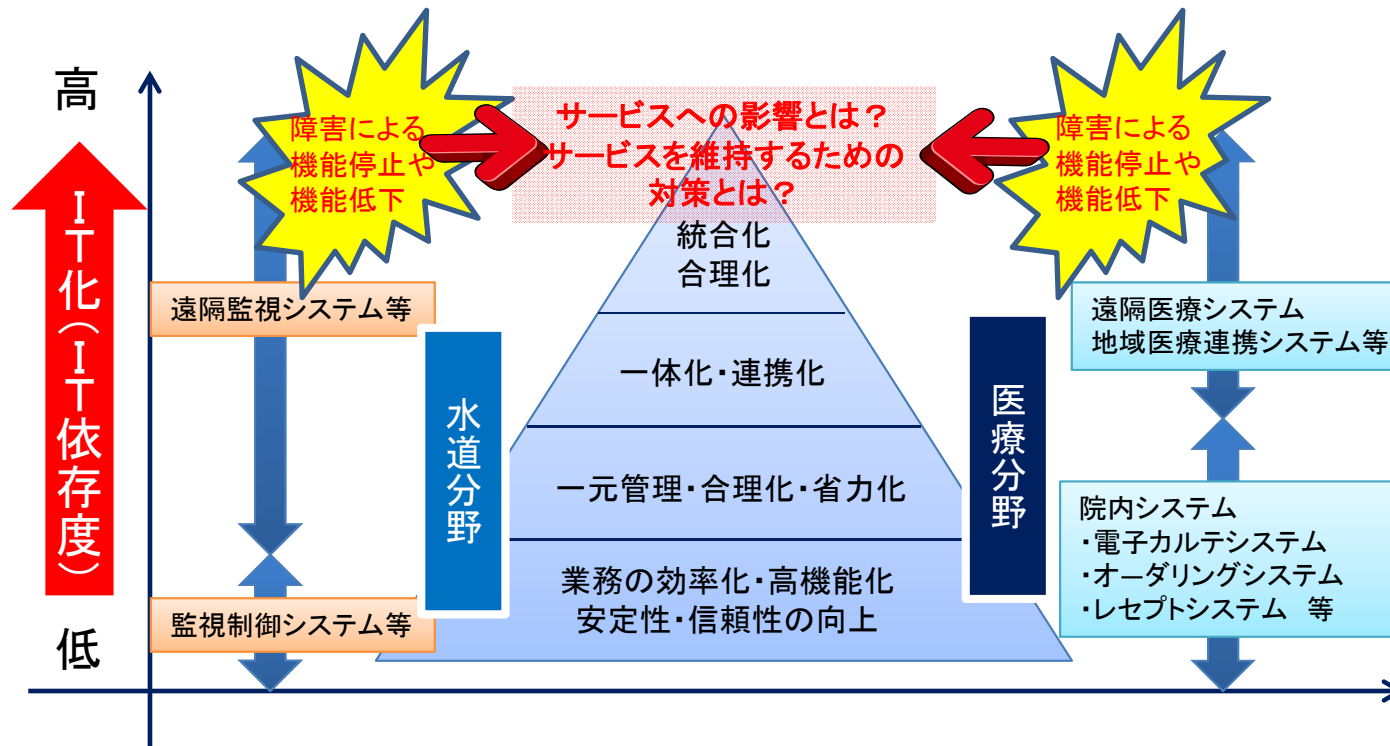 高
IT化(IT依存度)
低
障害による
機能停止や
機能低下
サービスへの影響とは？
サービスを維持するための
対策とは？
障害による
機能停止や
機能低下
統合化
合理化
一体化・連携化
一元管理・合理化・省力化
業務の効率化・高機能化
安定性・信頼性の向上
遠隔監視システム等
監視制御システム等
水道分野
医療分野
遠隔医療システム
地域医療連携システム等
院内システム
・電子カルテシステム
・オーダリングシステム
・レセプトシステム　等